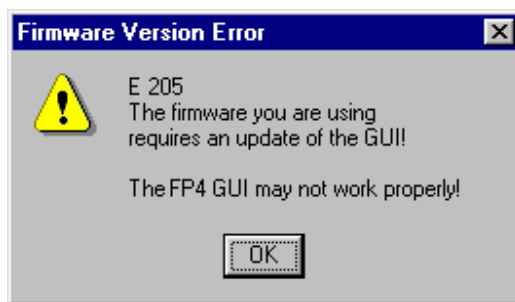 Firmware Version Error
E 205
The firmware you are using
requires an update of the GUI!
The FP4 GUI may not work properly!
OK